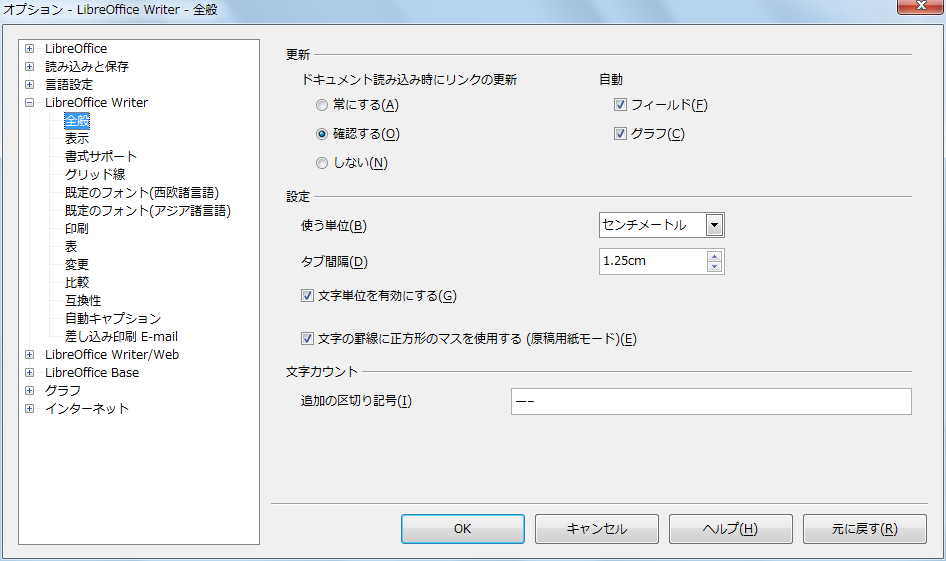 オプション - LibreOffice Writer - 全般
LibreOffice
読み込みと保存
言語設定
LibreOffice Writer
全般
表示
書式サポート
グリッド線
既定のフォント(西欧諸言語)
既定のフォント(アジア諸言語)
印刷
表
変更
比較
互換性
自動キャプション
差し込み印刷 E-mail
LibreOffice Writer/Web
LibreOffice Base
グラフ
インターネット
更新
ドキュメント読み込み時にリンクの更新
常にする(A)
確認する(O)
しない(N)
自動
フィールド(F)
グラフ(C)
設定
使う単位(B)
センチメートル
タブ間隔(D)
1.25cm
文字単位を有効にする(G)
文字の罫線に正方形のマスを使用する (原稿用紙モード)(E)
文字カウント
追加の区切り記号(I)
—–
OK
キャンセル
ヘルプ(H)
元に戻す(R)